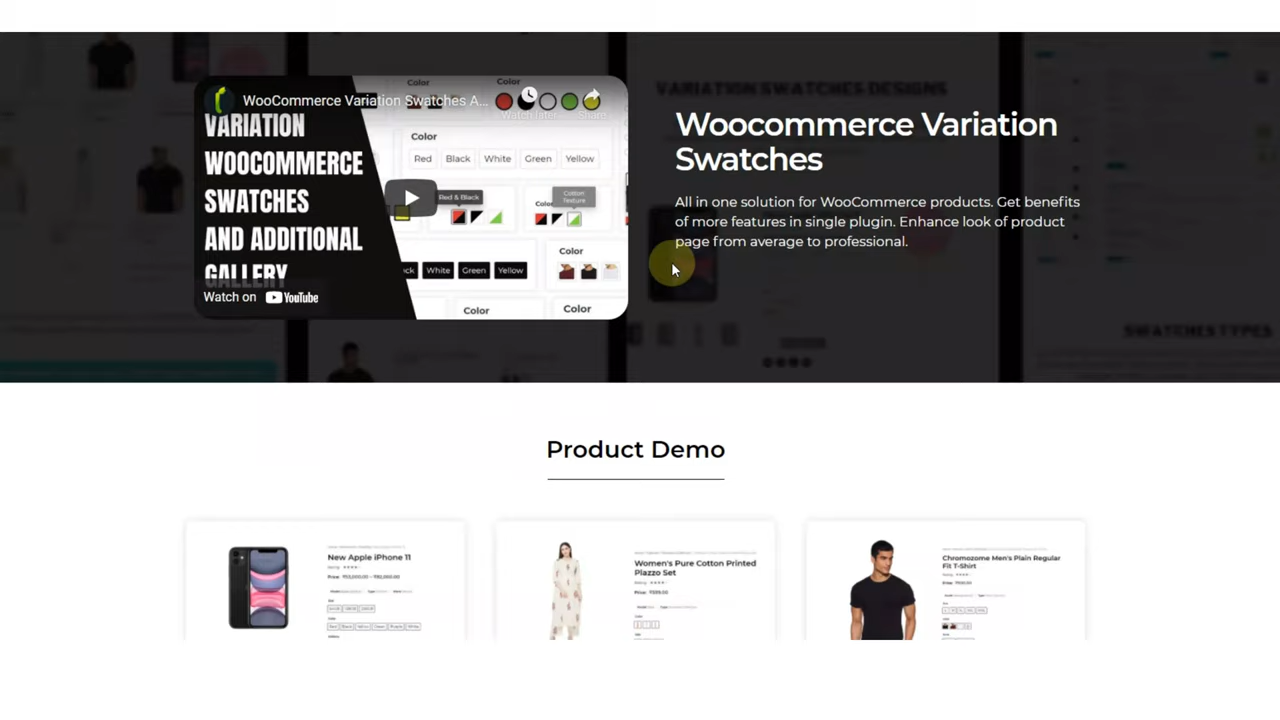 WooCommerce Variation Swatches A...
Watch later
Share
VARIATION
WOOCOMMERCE
SWATCHES
AND ADDITIONAL
GALLERY
Watch on YouTube
Color
Color
Color
Red
Black
White
Green
Yellow
Red & Black
Cotton
Texture
White
Green
Yellow
Color
Color
Color
VARIATION SWATCHES DESIGNS
SWATCHES TYPES
Woocommerce Variation
Swatches
All in one solution for WooCommerce products. Get benefits
of more features in single plugin. Enhance look of product
page from average to professional.
Product Demo
New Apple iPhone 11
Women's Pure Cotton Printed
Plazzo Set
Chromozome Men's Plain Regular
Fit T-Shirt